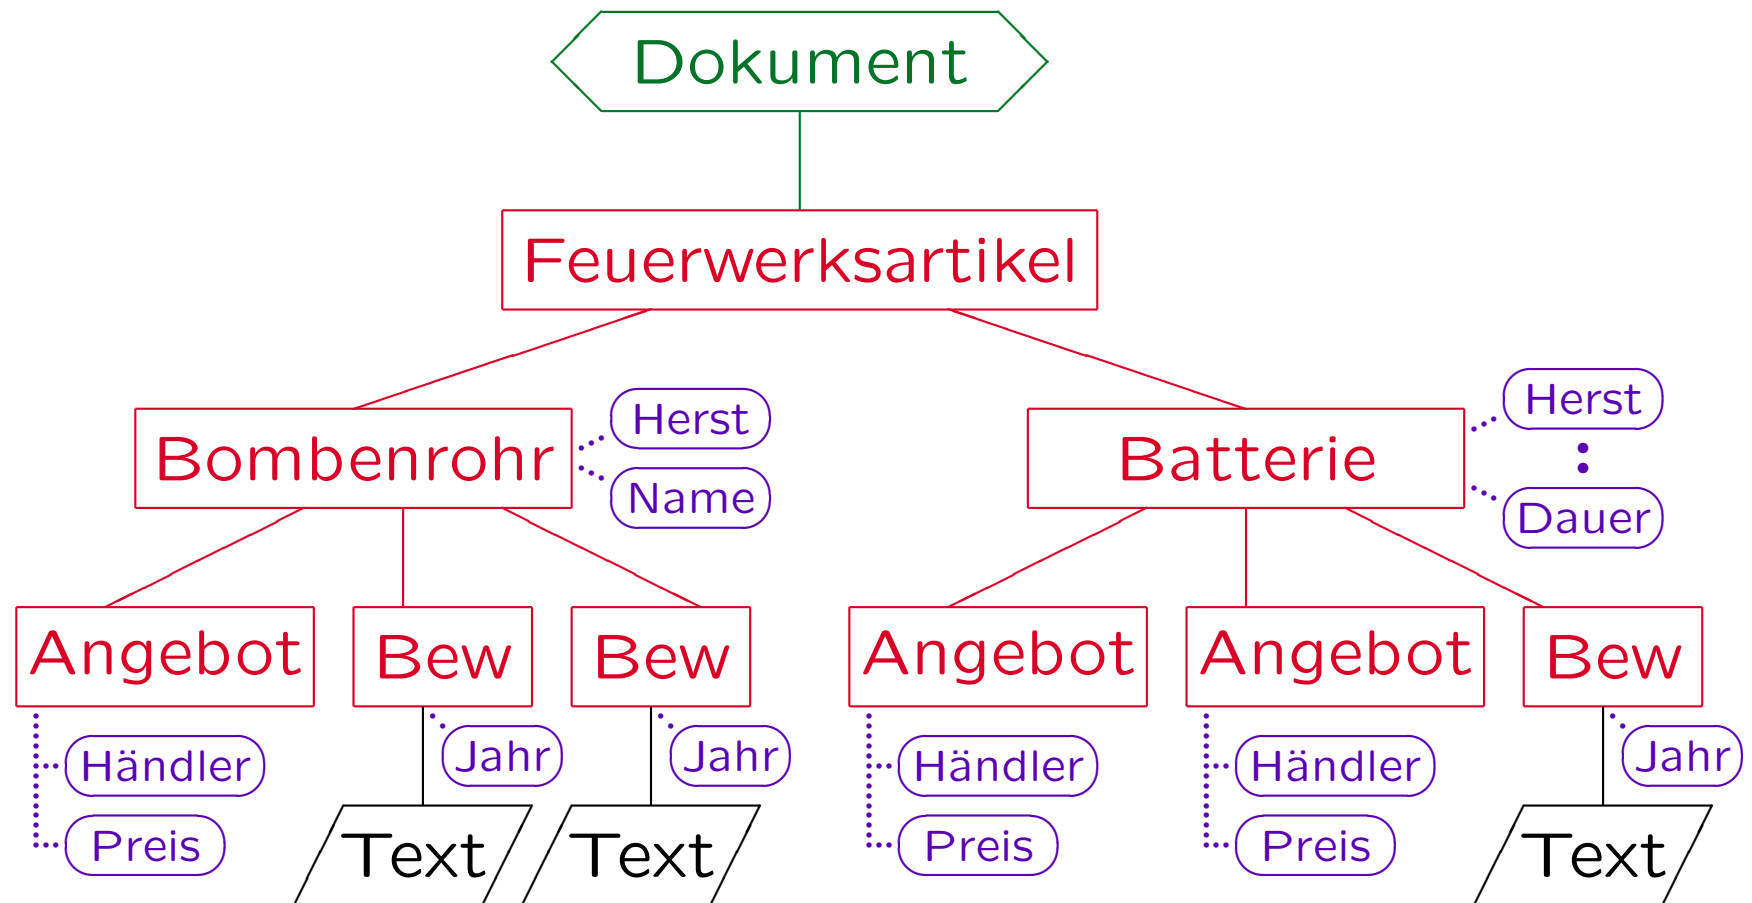 Dokument
Feuerwerksartikel
Bombenrohr
Herst
Name
Batterie
Herst
:
Dauer
Angebot
Bew
Bew
Angebot
Angebot
Bew
Händler
Preis
Jahr
Text
Jahr
Text
Händler
Preis
Händler
Preis
Jahr
Text